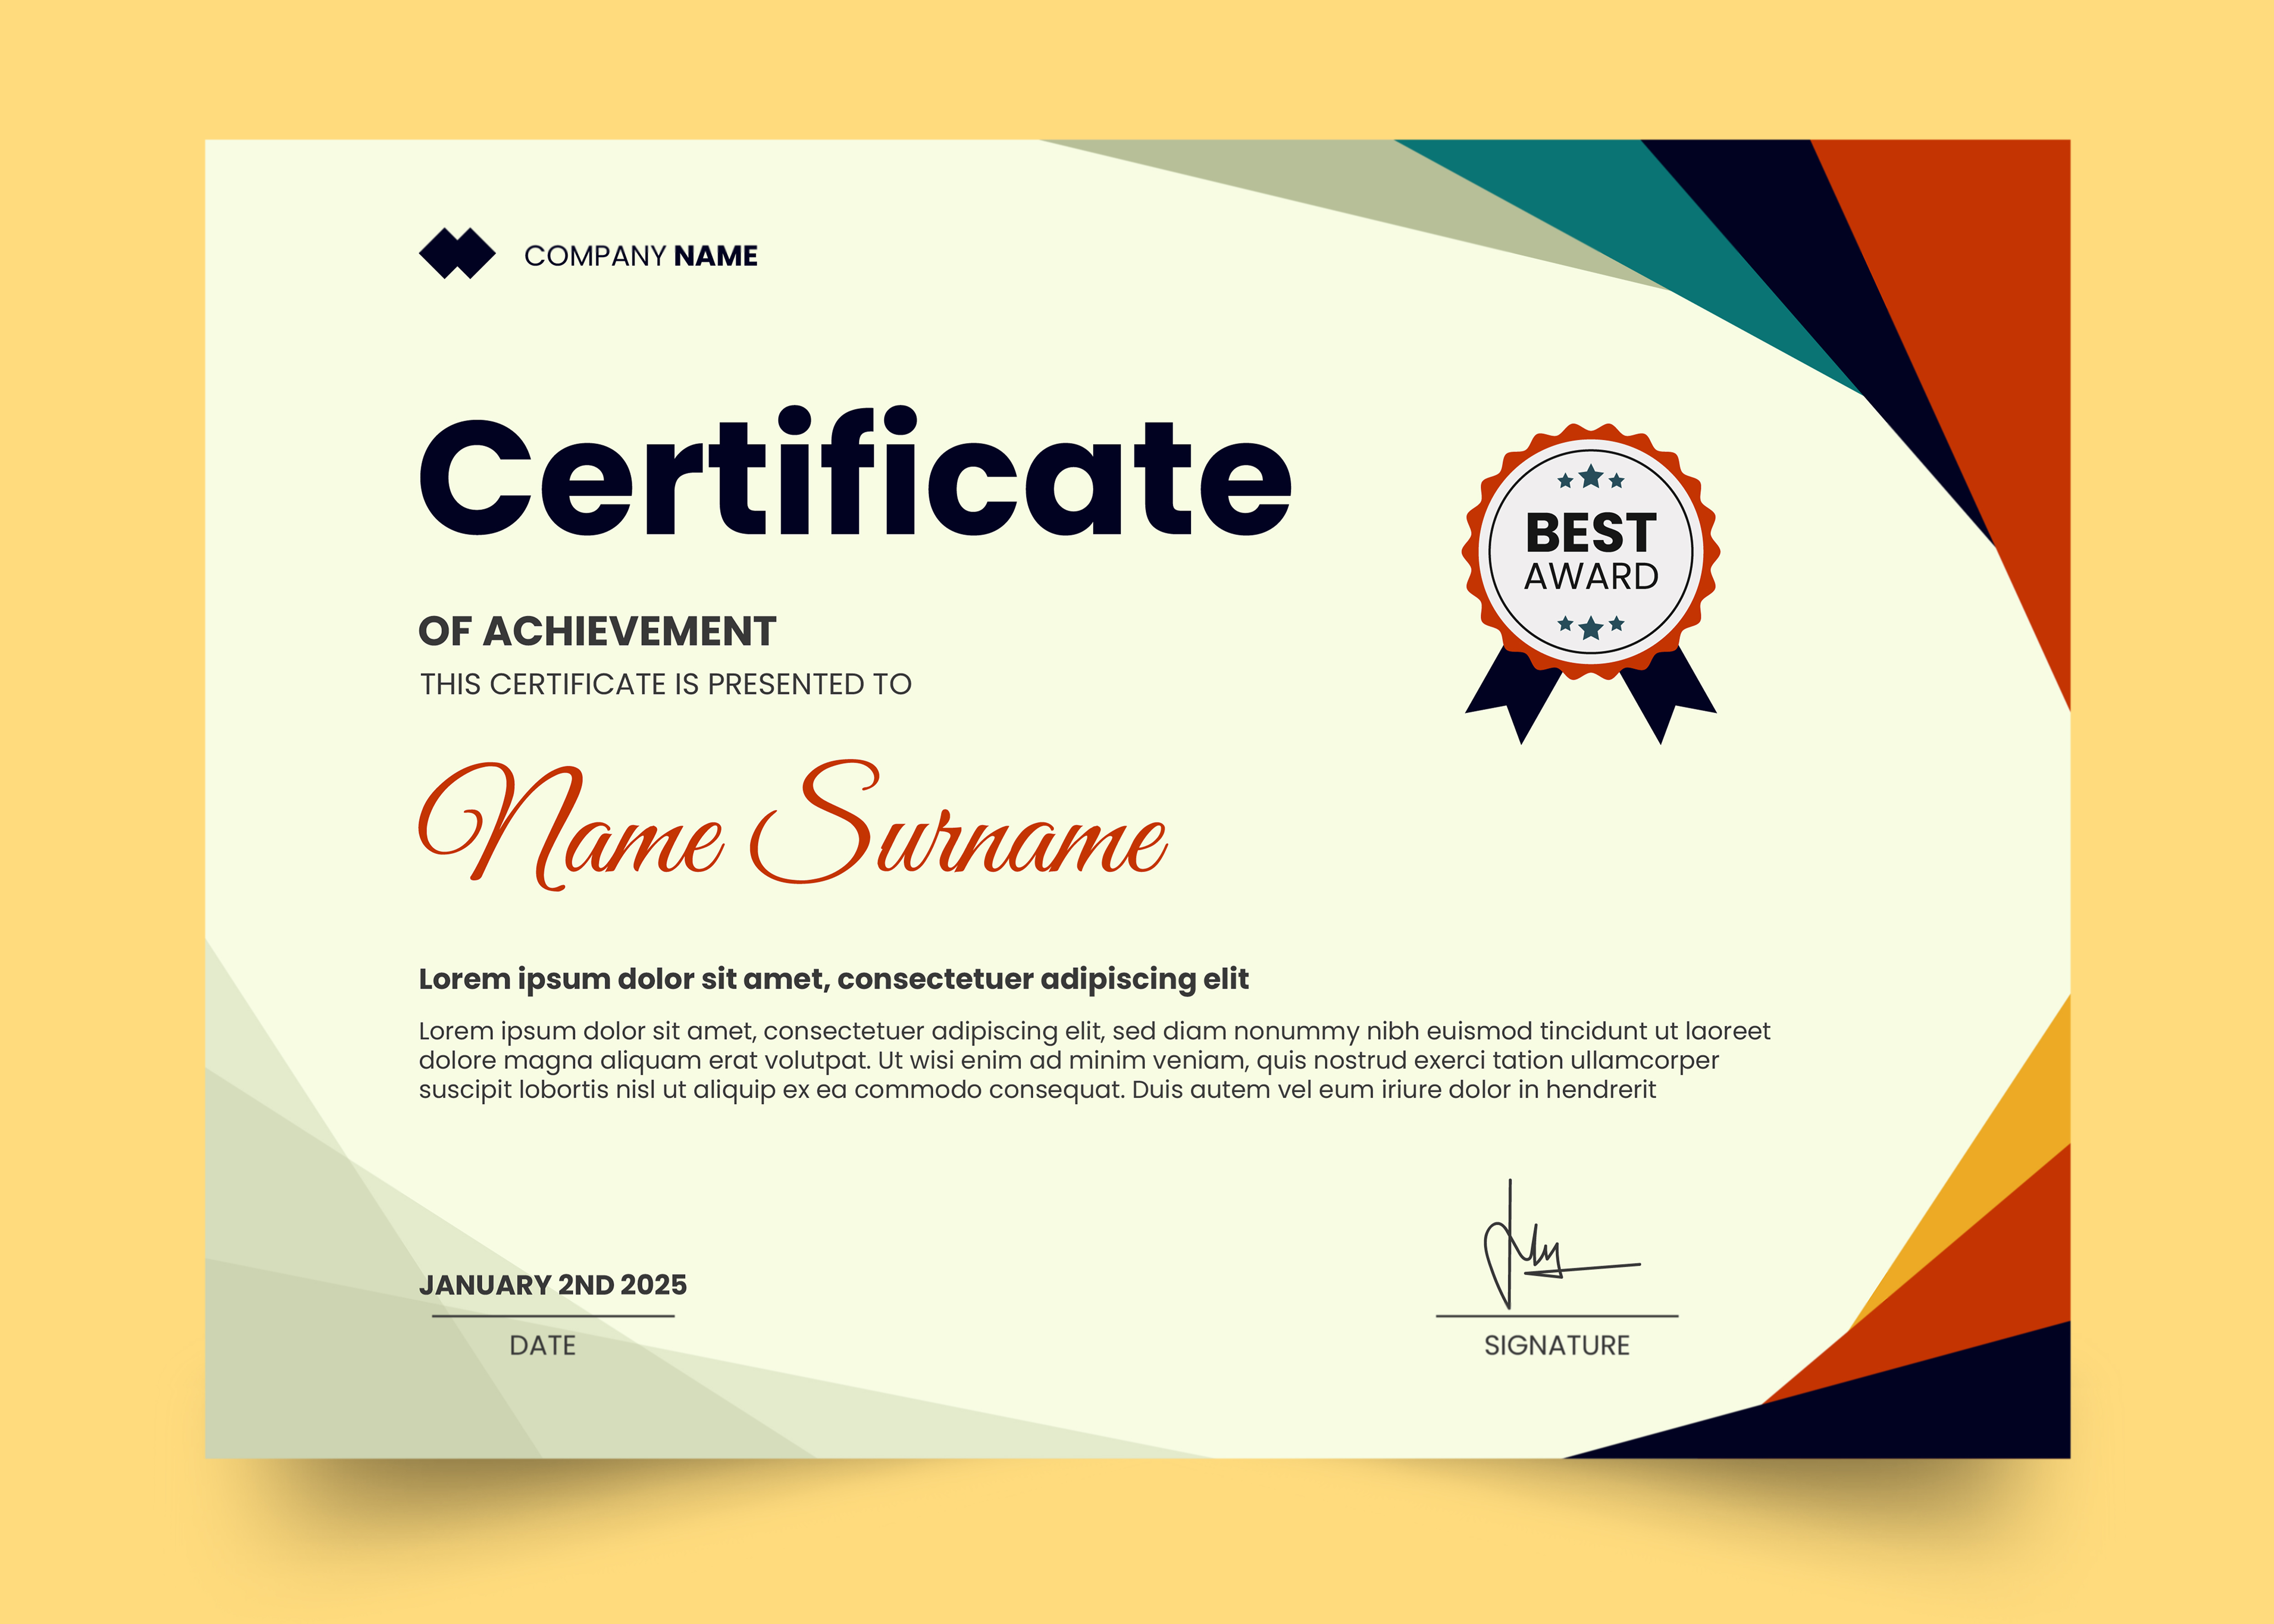 COMPANY NAME
Certificate
BEST
AWARD
OF ACHIEVEMENT
THIS CERTIFICATE IS PRESENTED TO
Name Surname
Lorem ipsum dolor sit amet, consectetuer adipiscing elit
Lorem ipsum dolor sit amet, consectetuer adipiscing elit, sed diam nonummy nibh euismod tincidunt ut laoreet
dolore magna aliquam erat volutpat. Ut wisi enim ad minim veniam, quis nostrud exerci tation ullamcorper
suscipit lobortis nisl ut aliquip ex ea commodo consequat. Duis autem vel eum iriure dolor in hendrerit
JANUARY 2ND 2025
DATE
SIGNATURE